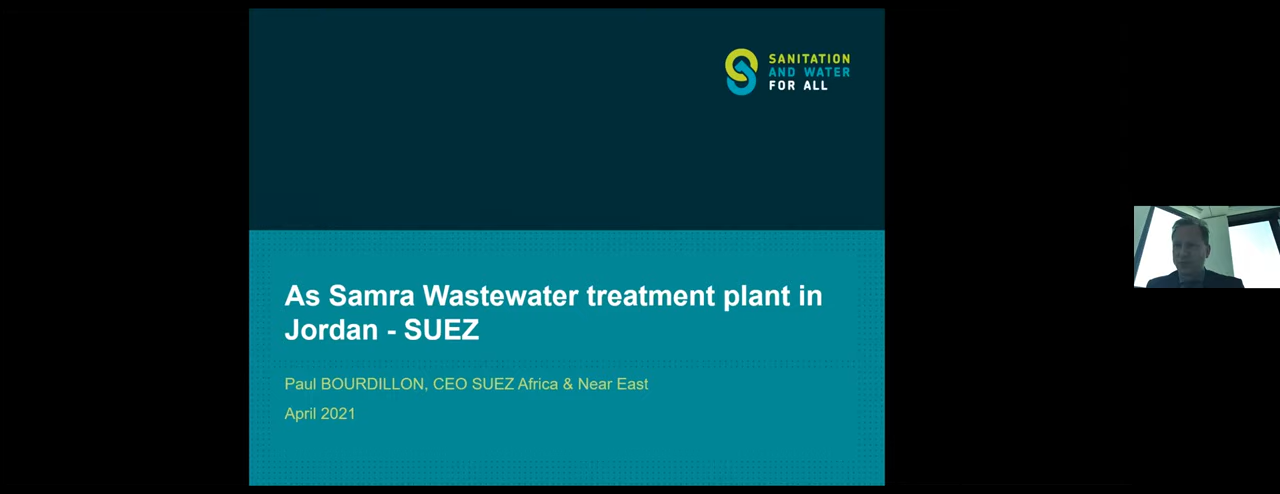 SANITATION
AND WATER
FOR ALL
As Samra Wastewater treatment plant in
Jordan - SUEZ
Paul BOURDILLON, CEO SUEZ Africa & Near East
April 2021